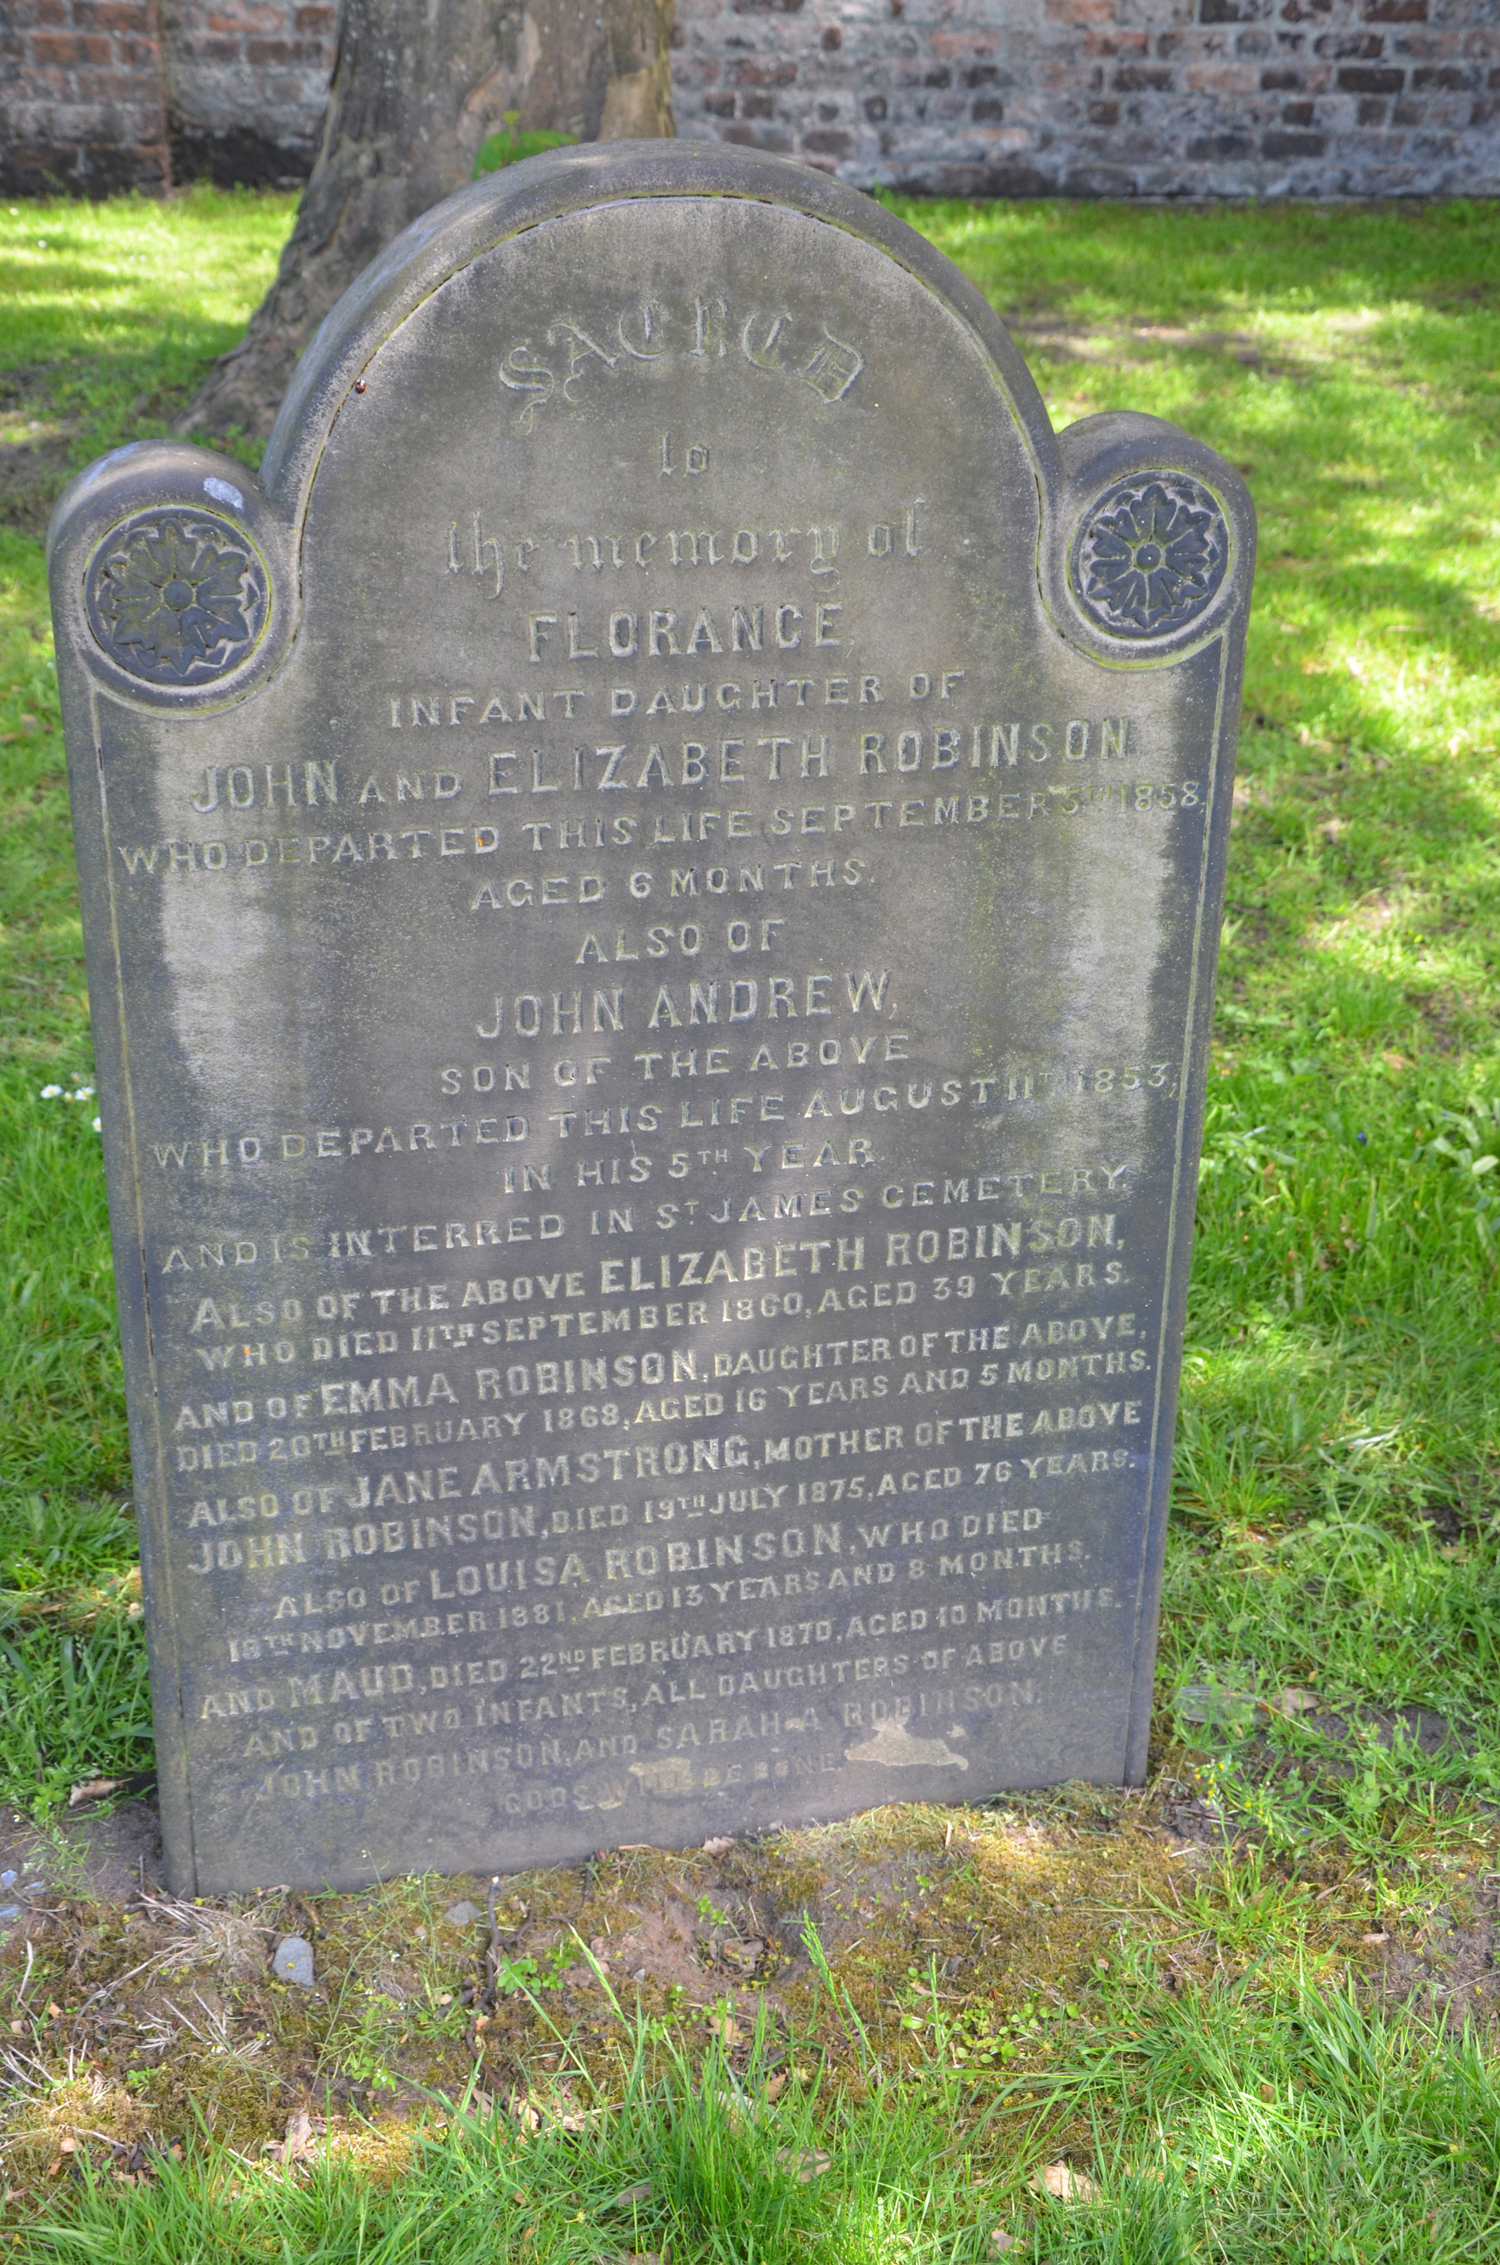 SACRED
to
the memory of
FLORANCE,
INFANT DAUGHTER OF
JOHN AND ELIZABETH ROBINSON
WHO DEPARTED THIS LIFE SEPTEMBER 5TH 1858,
AGED 6 MONTHS.
ALSO OF
JOHN ANDREW,
SON OF THE ABOVE
WHO DEPARTED THIS LIFE AUGUST 11TH 1853,
IN HIS 5TH YEAR.
AND IS INTERRED IN ST JAMES CEMETERY.
ALSO OF THE ABOVE ELIZABETH ROBINSON,
WHO DIED 11TH SEPTEMBER 1860, AGED 39 YEARS.
AND OF EMMA ROBINSON, DAUGHTER OF THE ABOVE,
DIED 20TH FEBRUARY 1868, AGED 16 YEARS AND 5 MONTHS.
ALSO OF JANE ARMSTRONG, MOTHER OF THE ABOVE
JOHN ROBINSON, DIED 19TH JULY 1875, AGED 76 YEARS.
ALSO OF LOUISA ROBINSON, WHO DIED
18TH NOVEMBER 1881, AGED 13 YEARS AND 8 MONTHS.
AND MAUD, DIED 22ND FEBRUARY 1870, AGED 10 MONTHS.
AND OF TWO INFANTS, ALL DAUGHTERS OF ABOVE
JOHN ROBINSON, AND SARAH A ROBINSON.
GODS WILL BE DONE